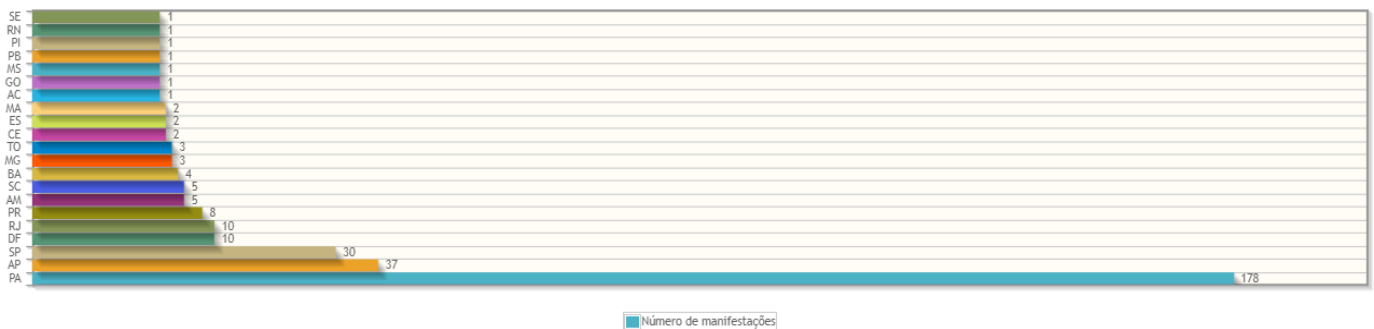 SE 1
RN 1
PI 1
PB 1
MS 1
GO 1
AC 1
MA 2
ES 2
CE 2
TO 3
MG 3
BA 4
SC 5
AM 5
PR 8
RJ 10
DF 10
SP 30
AP 37
PA 178
Número de manifestações